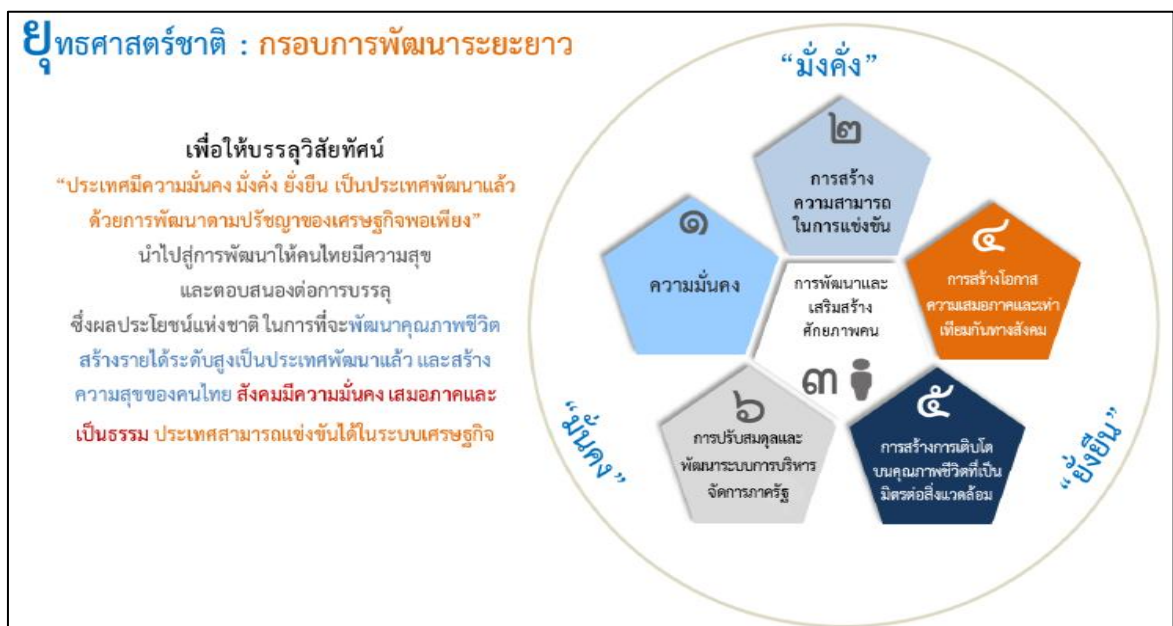 ยุทธศาสตร์ชาติ : กรอบการพัฒนาระยะยาว
เพื่อให้บรรลุวิสัยทัศน์
“ประเทศมีความมั่นคง มั่งคั่ง ยั่งยืน เป็นประเทศพัฒนาแล้ว
ด้วยการพัฒนาตามปรัชญาของเศรษฐกิจพอเพียง”
นำไปสู่การพัฒนาให้คนไทยมีความสุข
และตอบสนองต่อการบรรลุ
ซึ่งผลประโยชน์แห่งชาติ ในการที่จะพัฒนาคุณภาพชีวิต
สร้างรายได้ระดับสูงเป็นประเทศพัฒนาแล้ว และสร้าง
ความสุขของคนไทย สังคมมีความมั่นคง เสมอภาคและ
เป็นธรรม ประเทศสามารถแข่งขันได้ในระบบเศรษฐกิจ
“มั่งคั่ง”
๑
ความมั่นคง
๒
การสร้าง
ความสามารถ
ในการแข่งขัน
การพัฒนาและ
เสริมสร้าง
ศักยภาพคน
๓
๔
การสร้างโอกาส
ความเสมอภาคและเท่า
เทียมกันทางสังคม
๕
การสร้างการเติบโต
บนคุณภาพชีวิตที่เป็น
มิตรต่อสิ่งแวดล้อม
๖
การปรับสมดุลและ
พัฒนาระบบการบริหาร
จัดการภาครัฐ
“มั่นคง”
“ยั่งยืน”